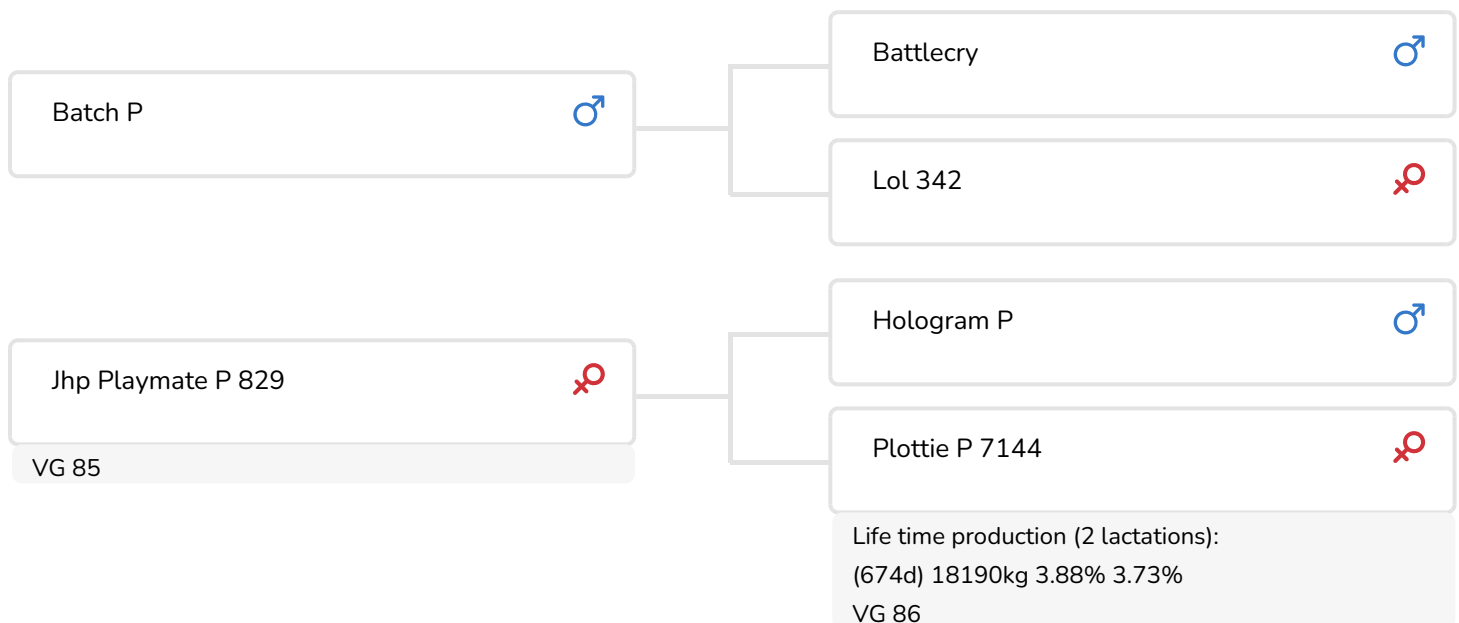 Batch P
Battlecry
Lol 342
Jhp Playmate P 829
VG 85
Hologram P
Plottie P 7144
Life time production (2 lactations):
(674d) 18190kg 3.88% 3.73%
VG 86